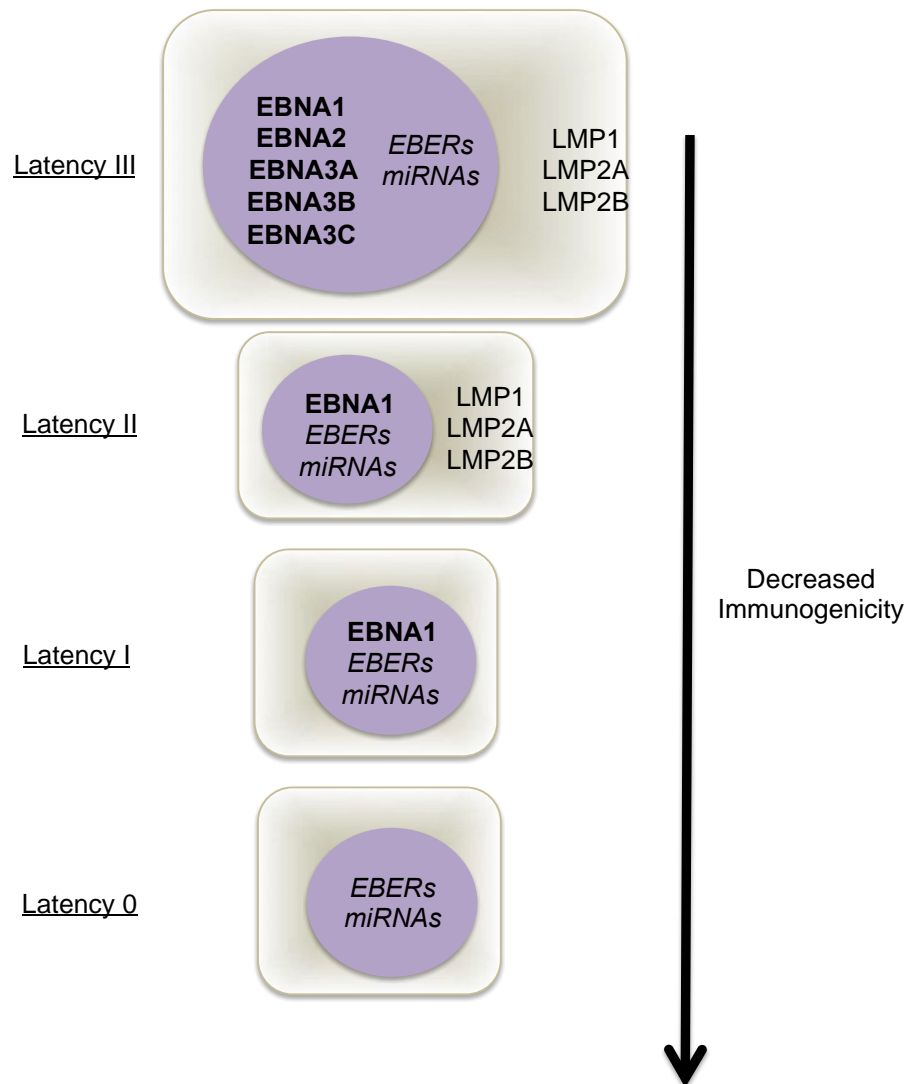 Latency III
EBNA1
EBNA2
EBNA3A
EBNA3B
EBNA3C
EBERs
miRNAs
LMP1
LMP2A
LMP2B
Latency II
EBNA1
EBERs
miRNAs
LMP1
LMP2A
LMP2B
Latency I
EBNA1
EBERs
miRNAs
Decreased
Immunogenicity
Latency 0
EBERs
miRNAs